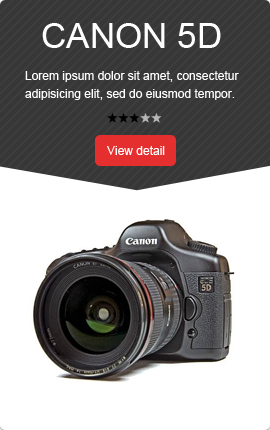 CANON 5D
Lorem ipsum dolor sit amet, consectetur
adipisicing elit, sed do eiusmod tempor.
View detail
Canon
5D